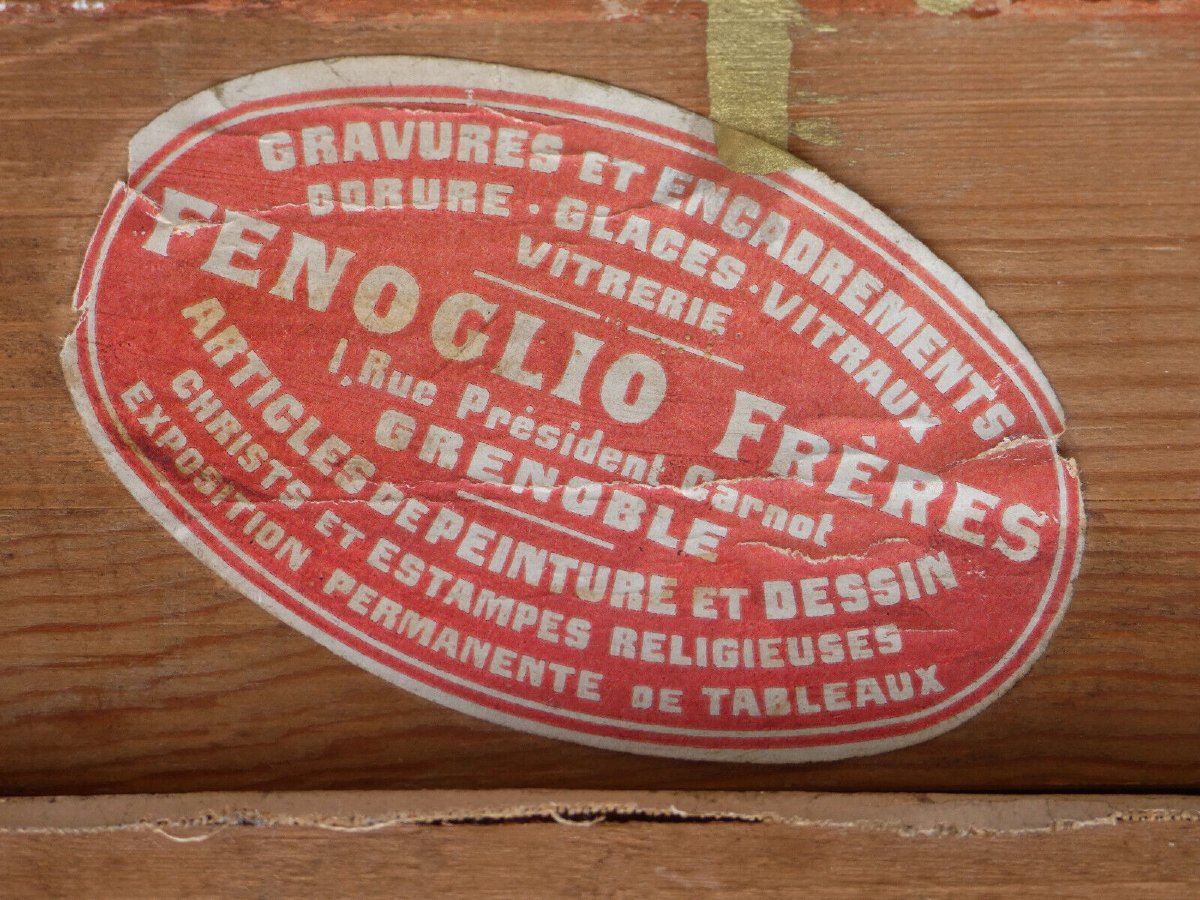 GRAVURES ET ENCADREMENTS
DORURE · GLACES · VITRAUX
VITRERIE
FENOGLIO FRÈRES
1, Rue Président Carnot
GRENOBLE
ARTICLES DE PEINTURE ET DESSIN
CHRISTS ET ESTAMPES RELIGIEUSES
EXPOSITION PERMANENTE DE TABLEAUX